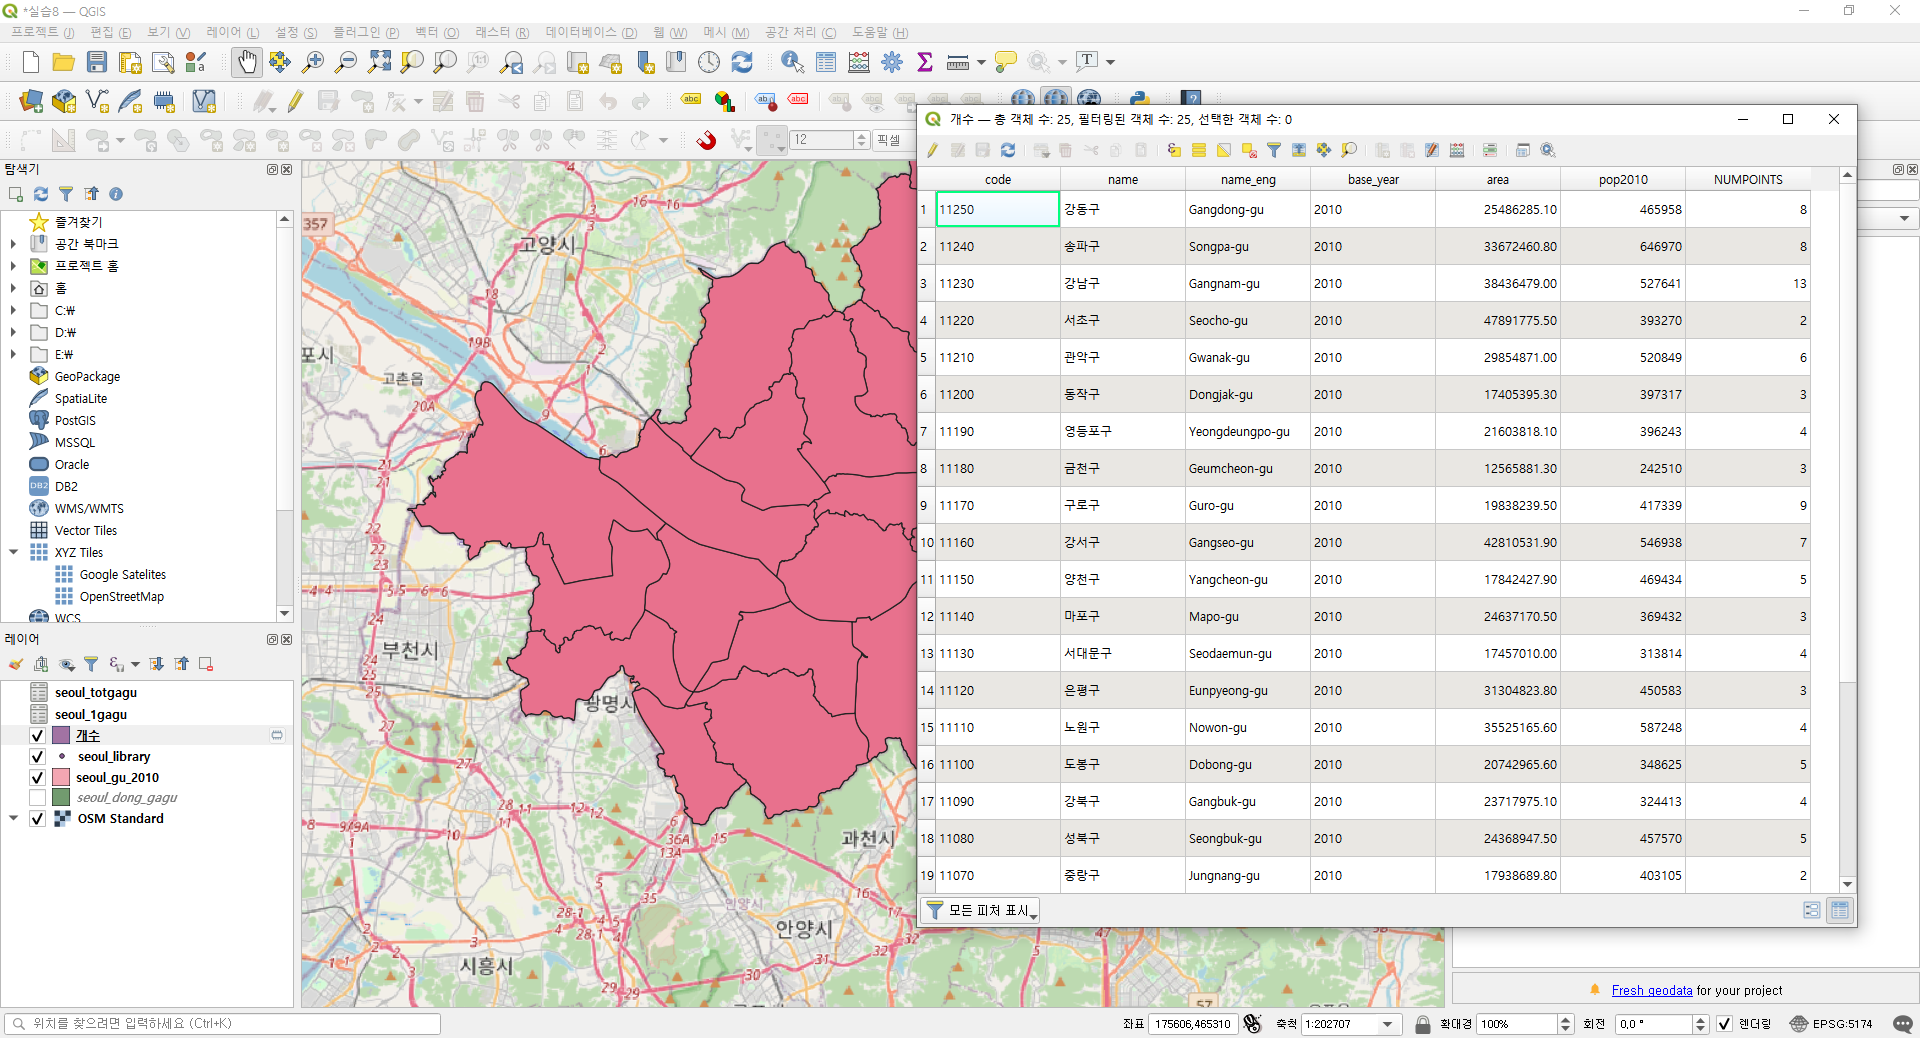 *실습8 — QGIS
프로젝트 (J) 편집 (E) 보기 (V) 레이어 (L) 설정 (S) 플러그인 (P) 벡터 (O) 래스터 (R) 데이터베이스 (D) 웹 (W) 메시 (M) 공간 처리 (C) 도움말 (H)
12 픽셀
탐색기
즐겨찾기
공간 북마크
프로젝트 홈
홈
C:₩
D:₩
E:₩
GeoPackage
SpatiaLite
PostGIS
MSSQL
Oracle
DB2
WMS/WMTS
Vector Tiles
XYZ Tiles
Google Satelites
OpenStreetMap
WCS
레이어
seoul_totgagu
seoul_1gagu
개수
seoul_library
seoul_gu_2010
seoul_dong_gagu
OSM Standard
357
고양시
포시
고촌읍
부천시
광명시
과천시
안양시
시흥시
개수 — 총 객체 수: 25, 필터링된 객체 수: 25, 선택한 객체 수: 0
code name name_eng base_year area pop2010 NUMPOINTS
1 11250 강동구 Gangdong-gu 2010 25486285.10 465958 8
2 11240 송파구 Songpa-gu 2010 33672460.80 646970 8
3 11230 강남구 Gangnam-gu 2010 38436479.00 527641 13
4 11220 서초구 Seocho-gu 2010 47891775.50 393270 2
5 11210 관악구 Gwanak-gu 2010 29854871.00 520849 6
6 11200 동작구 Dongjak-gu 2010 17405395.30 397317 3
7 11190 영등포구 Yeongdeungpo-gu 2010 21603818.10 396243 4
8 11180 금천구 Geumcheon-gu 2010 12565881.30 242510 3
9 11170 구로구 Guro-gu 2010 19838239.50 417339 9
10 11160 강서구 Gangseo-gu 2010 42810531.90 546938 7
11 11150 양천구 Yangcheon-gu 2010 17842427.90 469434 5
12 11140 마포구 Mapo-gu 2010 24637170.50 369432 3
13 11130 서대문구 Seodaemun-gu 2010 17457010.00 313814 4
14 11120 은평구 Eunpyeong-gu 2010 31304823.80 450583 3
15 11110 노원구 Nowon-gu 2010 35525165.60 587248 4
16 11100 도봉구 Dobong-gu 2010 20742965.60 348625 5
17 11090 강북구 Gangbuk-gu 2010 23717975.10 324413 4
18 11080 성북구 Seongbuk-gu 2010 24368947.50 457570 5
19 11070 중랑구 Jungnang-gu 2010 17938689.80 403105 2
모든 피처 표시
Fresh geodata for your project
위치를 찾으려면 입력하세요 (Ctrl+K)
좌표 175606,465310 축척 1:202707 확대경 100% 회전 0.0 ° 렌더링 EPSG:5174